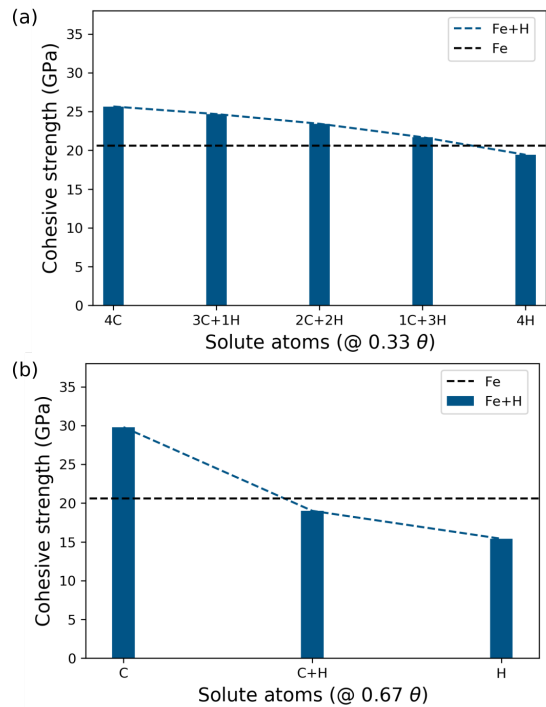 (a)
Cohesive strength (GPa)
35
30
25
20
15
10
5
0
Fe+H
Fe
4C 3C+1H 2C+2H 1C+3H 4H
Solute atoms (@ 0.33 θ)
(b)
Cohesive strength (GPa)
35
30
25
20
15
10
5
0
Fe
Fe+H
C C+H H
Solute atoms (@ 0.67 θ)